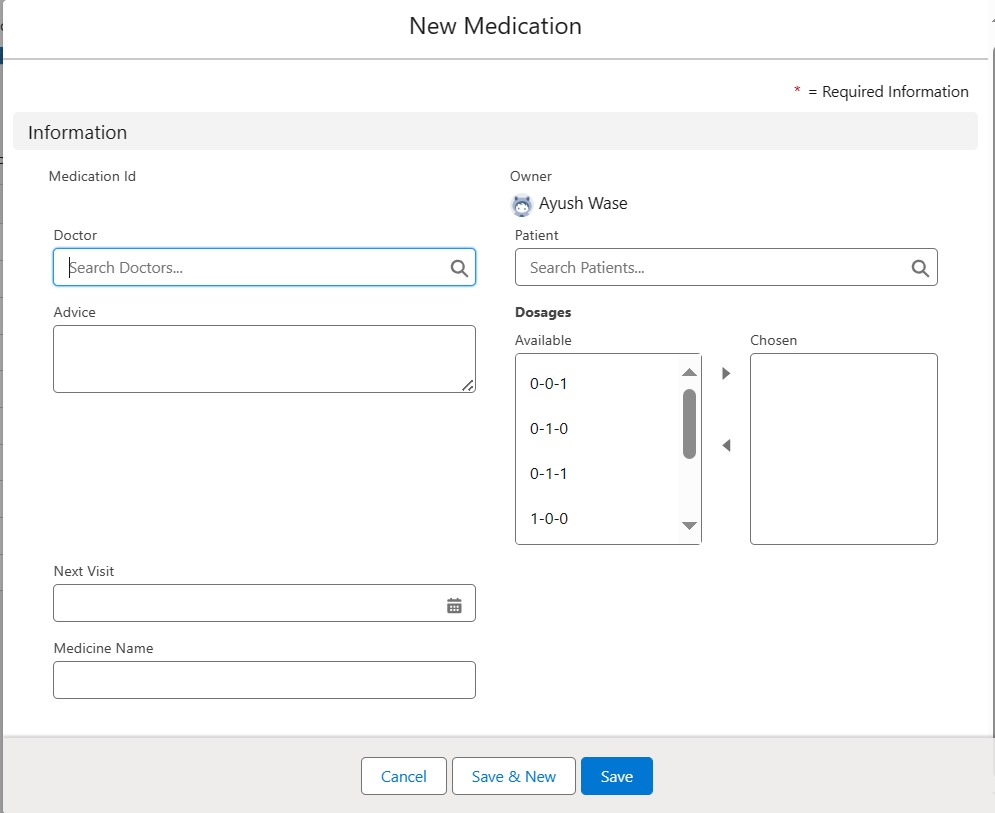 New Medication
* = Required Information
Information
Medication Id
Owner
Ayush Wase
Doctor
Search Doctors...
Patient
Search Patients...
Advice
Dosages
Available
Chosen
0-0-1
0-1-0
0-1-1
1-0-0
Next Visit
Medicine Name
Cancel
Save & New
Save